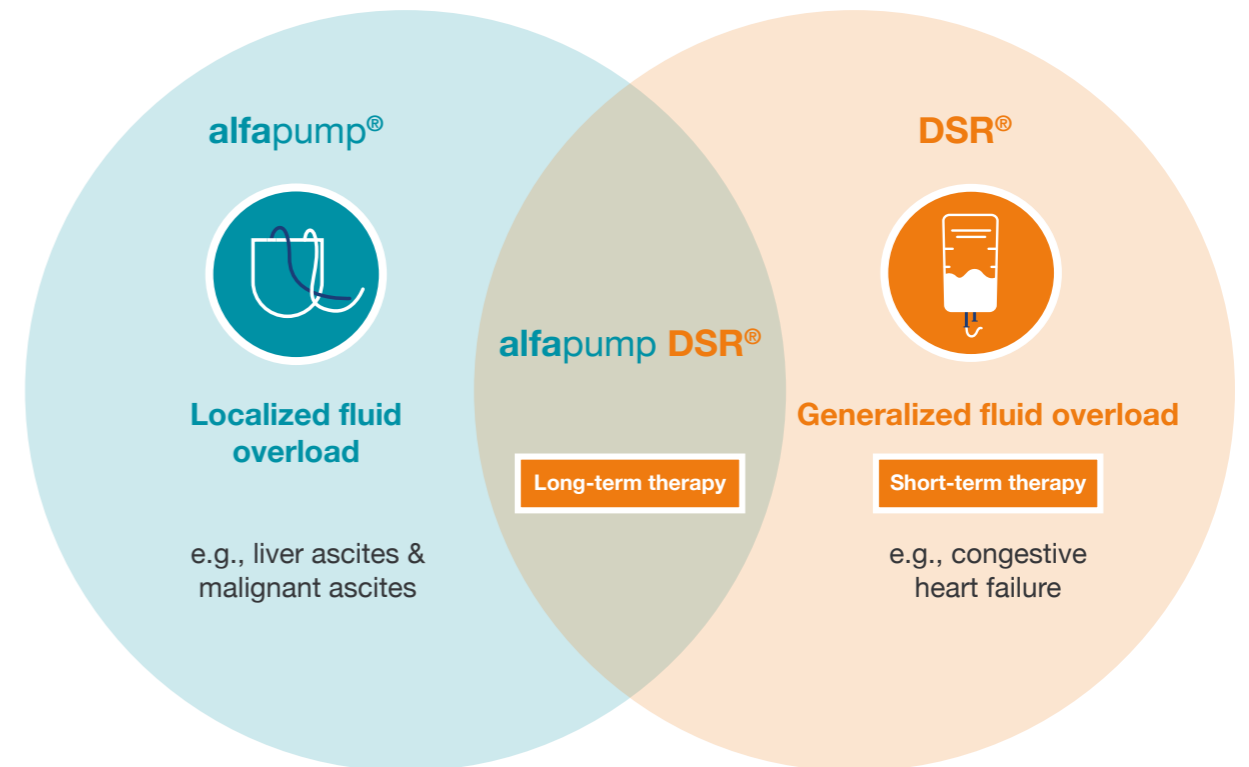 alfapump®
Localized fluid
overload
e.g., liver ascites &
malignant ascites
alfapump DSR®
Long-term therapy
DSR®
Generalized fluid overload
Short-term therapy
e.g., congestive
heart failure